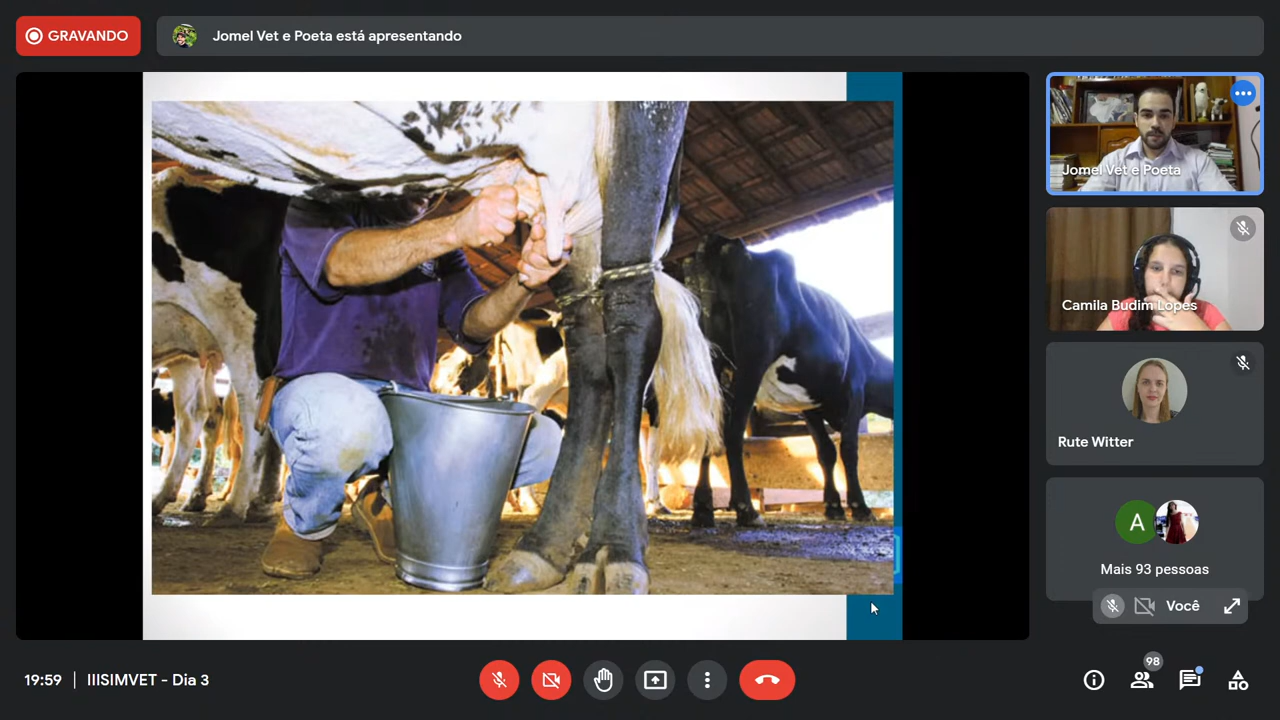 GRAVANDO
Jomel Vet e Poeta está apresentando
Jomel Vet e Poeta
Camila Budim Lopes
Rute Witter
A
Mais 93 pessoas
Você
19:59 | IIISIMVET - Dia 3
98